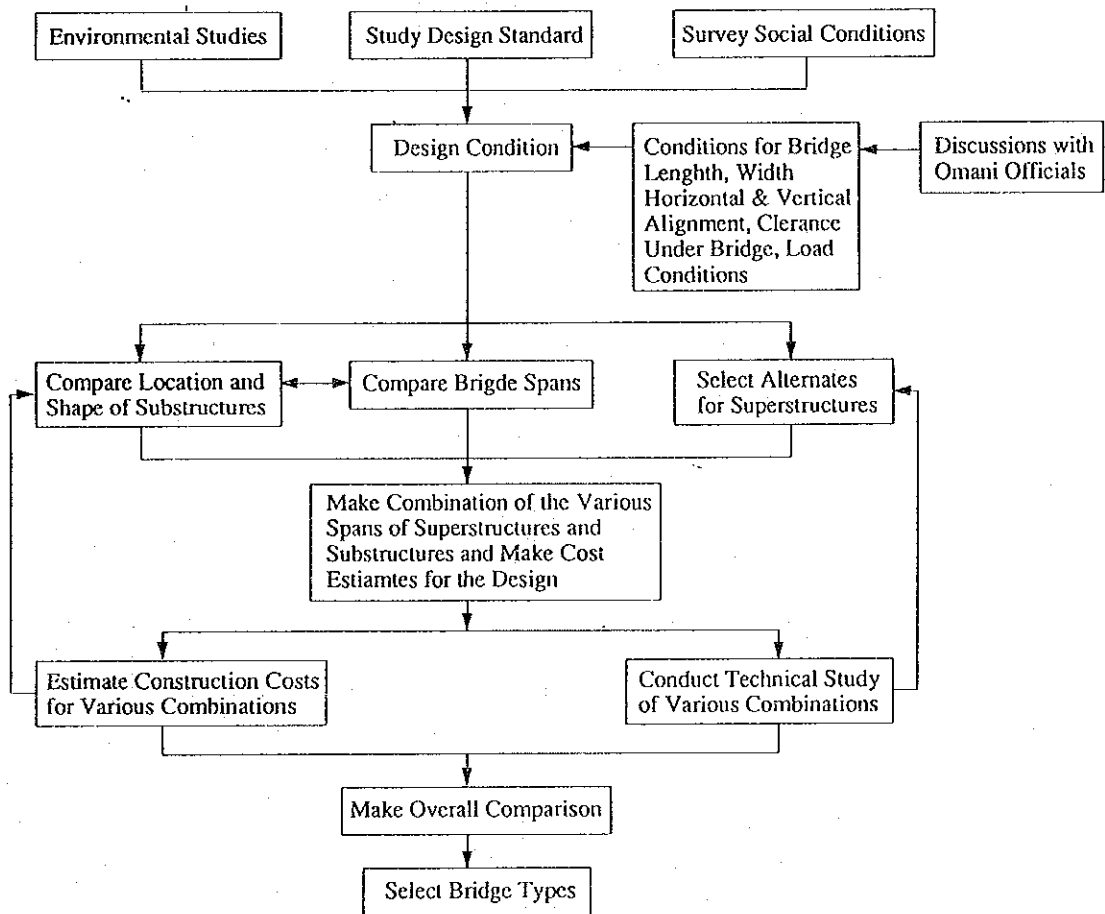 Environmental Studies
Study Design Standard
Survey Social Conditions
Design Condition
Conditions for Bridge
Lenghth, Width
Horizontal & Vertical
Alignment, Clerance
Under Bridge, Load
Conditions
Discussions with
Omani Officials
Compare Location and
Shape of Substructures
Compare Brigde Spans
Select Alternates
for Superstructures
Make Combination of the Various
Spans of Superstructures and
Substructures and Make Cost
Estiamtes for the Design
Estimate Construction Costs
for Various Combinations
Conduct Technical Study
of Various Combinations
Make Overall Comparison
Select Bridge Types